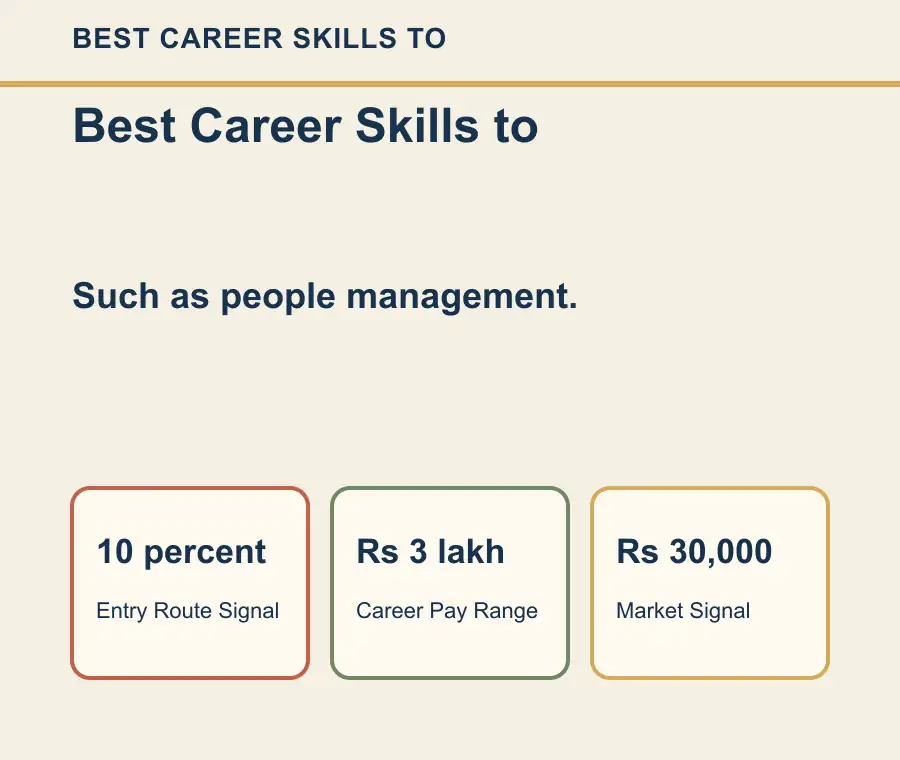 BEST CAREER SKILLS TO
Best Career Skills to
Such as people management.
10 percent
Entry Route Signal
Rs 3 lakh
Career Pay Range
Rs 30,000
Market Signal